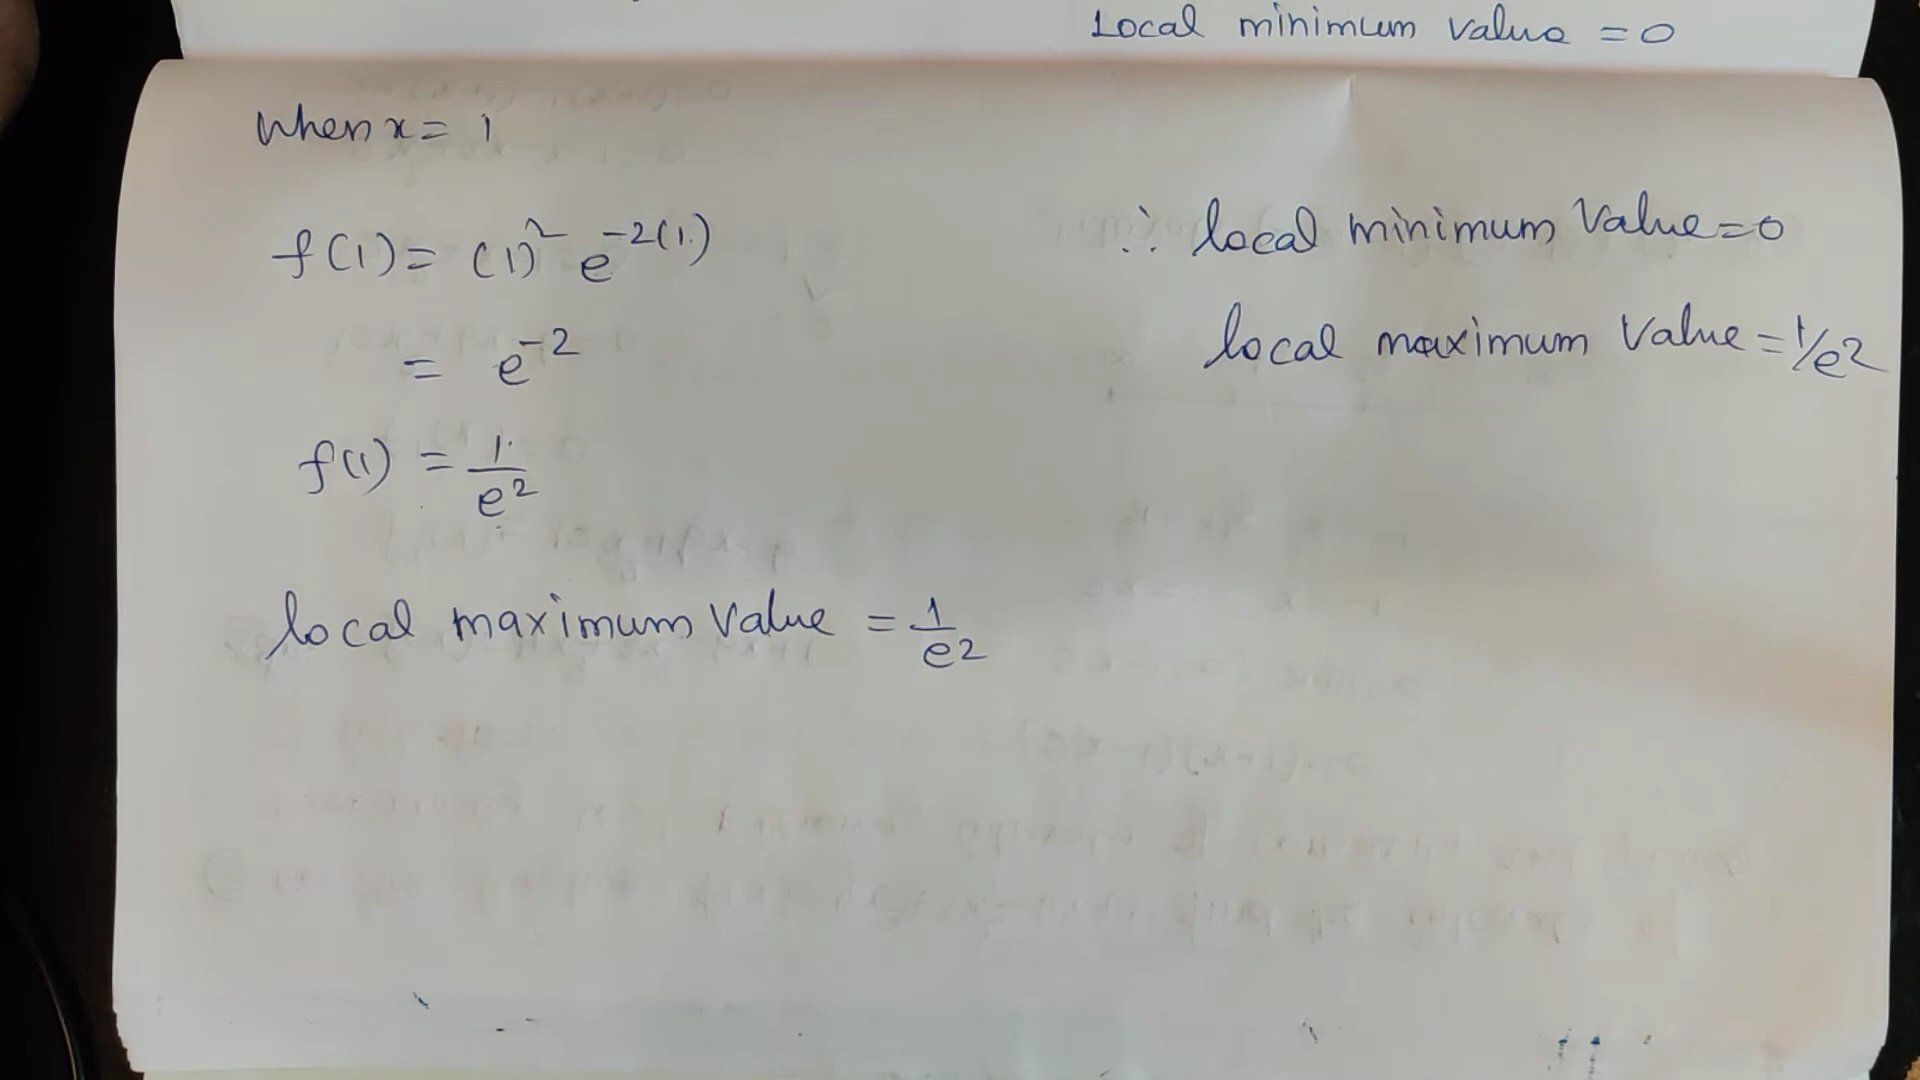 Local minimum value = 0
When x = 1
f(1) = (1)² e⁻²⁽¹⁾
= e⁻²
f(1) = 1/e²
local maximum Value = 1/e²
∴ local minimum Value = 0
local maximum Value = 1/e²